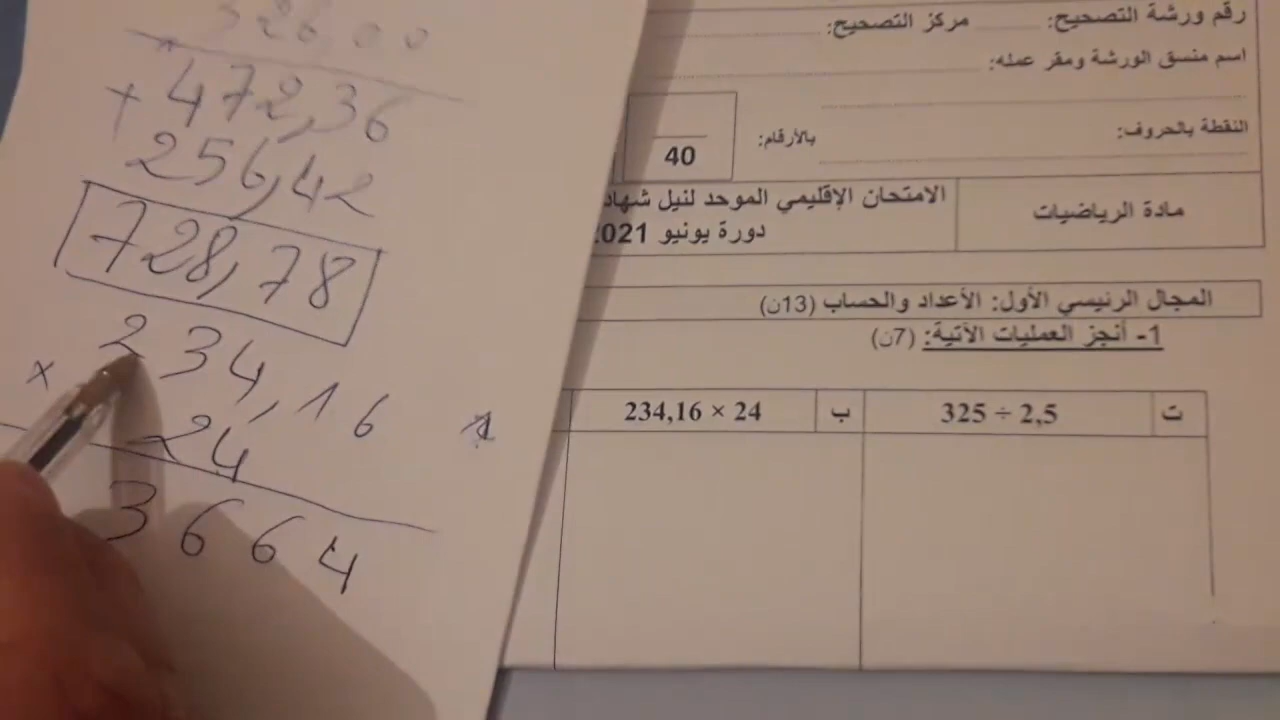 326,00
+ 472,36
256,42
728,78
234,16
× 24
3664
رقم ورشة التصحيح: مركز التصحيح:
اسم منسق الورشة ومقر عمله:
النقطة بالحروف: بالأرقام:
40
مادة الرياضيات
الامتحان الإقليمي الموحد لنيل
دورة يونيو
المجال الرئيسي الأول: الأعداد والحساب (13ن)
1- أنجز العمليات الآتية: (7ن)
ت 325 ÷ 2,5
ب 234,16 × 24